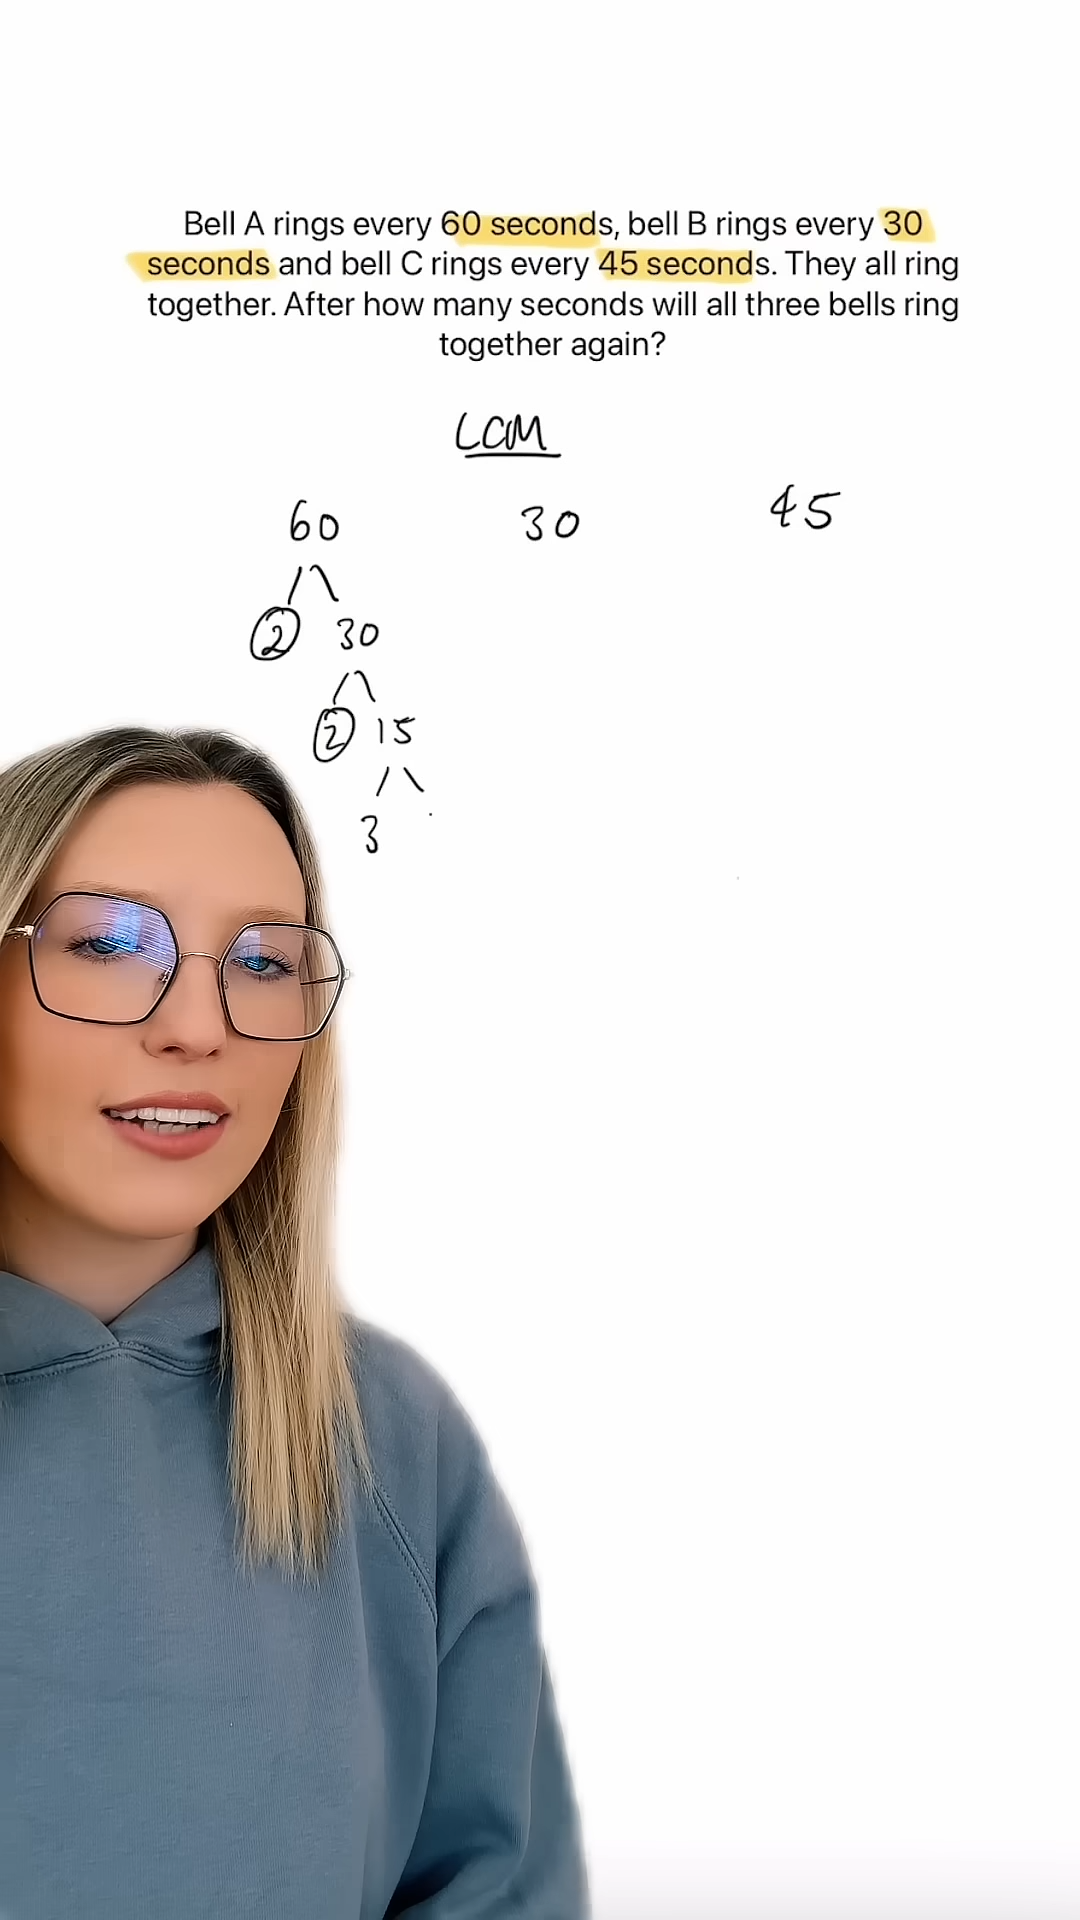 Bell A rings every 60 seconds, bell B rings every 30
seconds and bell C rings every 45 seconds. They all ring
together. After how many seconds will all three bells ring
together again?
LCM
60 30 45
2 30
2 15
3